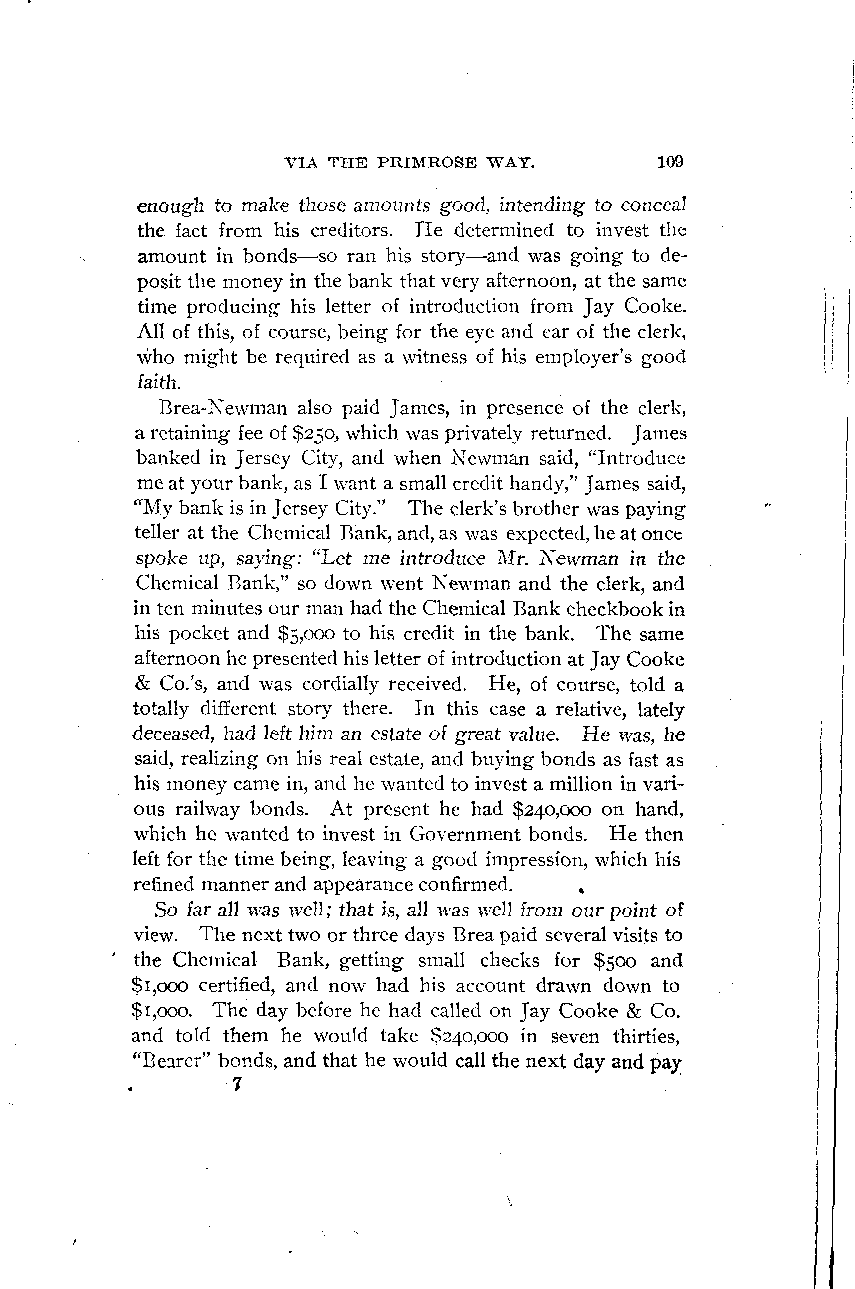 VIA THE PRIMROSE WAY. 109
enough to make those amounts good, intending to conceal
the fact from his creditors. He determined to invest the
amount in bonds—so ran his story—and was going to de-
posit the money in the bank that very afternoon, at the same
time producing his letter of introduction from Jay Cooke.
All of this, of course, being for the eye and ear of the clerk,
who might be required as a witness of his employer's good
faith.
Brea-Newman also paid James, in presence of the clerk,
a retaining fee of $250, which was privately returned. James
banked in Jersey City, and when Newman said, “Introduce
me at your bank, as I want a small credit handy,” James said,
“My bank is in Jersey City.” The clerk's brother was paying
teller at the Chemical Bank, and, as was expected, he at once
spoke up, saying: “Let me introduce Mr. Newman in the
Chemical Bank,” so down went Newman and the clerk, and
in ten minutes our man had the Chemical Bank checkbook in
his pocket and $5,000 to his credit in the bank. The same
afternoon he presented his letter of introduction at Jay Cooke
& Co.'s, and was cordially received. He, of course, told a
totally different story there. In this case a relative, lately
deceased, had left him an estate of great value. He was, he
said, realizing on his real estate, and buying bonds as fast as
his money came in, and he wanted to invest a million in vari-
ous railway bonds. At present he had $240,000 on hand,
which he wanted to invest in Government bonds. He then
left for the time being, leaving a good impression, which his
refined manner and appearance confirmed.
So far all was well; that is, all was well from our point of
view. The next two or three days Brea paid several visits to
the Chemical Bank, getting small checks for $500 and
$1,000 certified, and now had his account drawn down to
$1,000. The day before he had called on Jay Cooke & Co.
and told them he would take $240,000 in seven thirties,
“Bearer” bonds, and that he would call the next day and pay
7